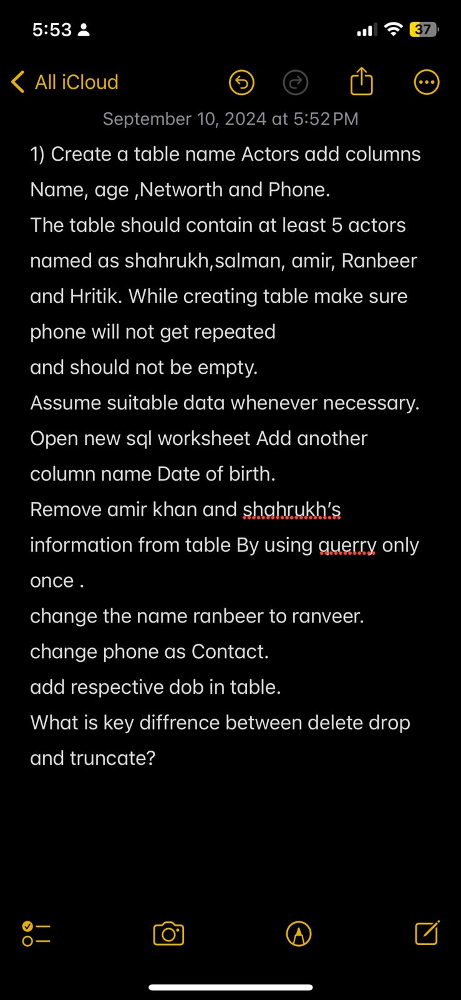 5:53
37
All iCloud
September 10, 2024 at 5:52 PM
1) Create a table name Actors add columns
Name, age ,Networth and Phone.
The table should contain at least 5 actors
named as shahrukh,salman, amir, Ranbeer
and Hritik. While creating table make sure
phone will not get repeated
and should not be empty.
Assume suitable data whenever necessary.
Open new sql worksheet Add another
column name Date of birth.
Remove amir khan and shahrukh's
information from table By using querry only
once .
change the name ranbeer to ranveer.
change phone as Contact.
add respective dob in table.
What is key diffrence between delete drop
and truncate?